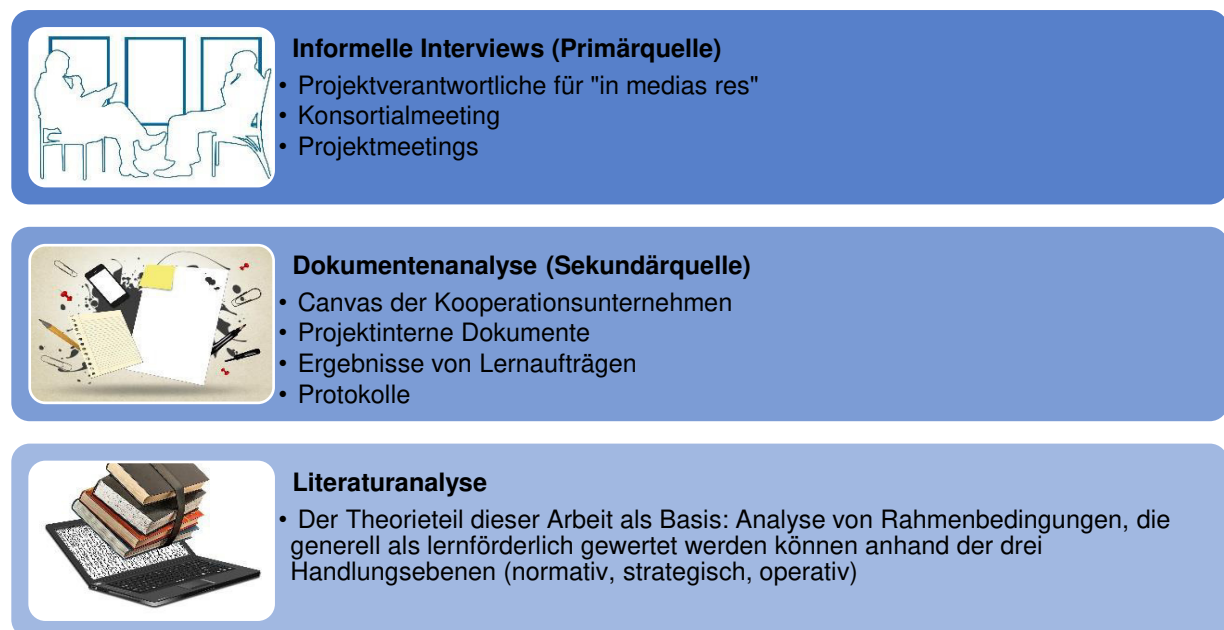 Informelle Interviews (Primärquelle)
• Projektverantwortliche für "in medias res"
• Konsortialmeeting
• Projektmeetings
Dokumentenanalyse (Sekundärquelle)
• Canvas der Kooperationsunternehmen
• Projektinterne Dokumente
• Ergebnisse von Lernaufträgen
• Protokolle
Literaturanalyse
• Der Theorieteil dieser Arbeit als Basis: Analyse von Rahmenbedingungen, die
generell als lernförderlich gewertet werden können anhand der drei
Handlungsebenen (normativ, strategisch, operativ)